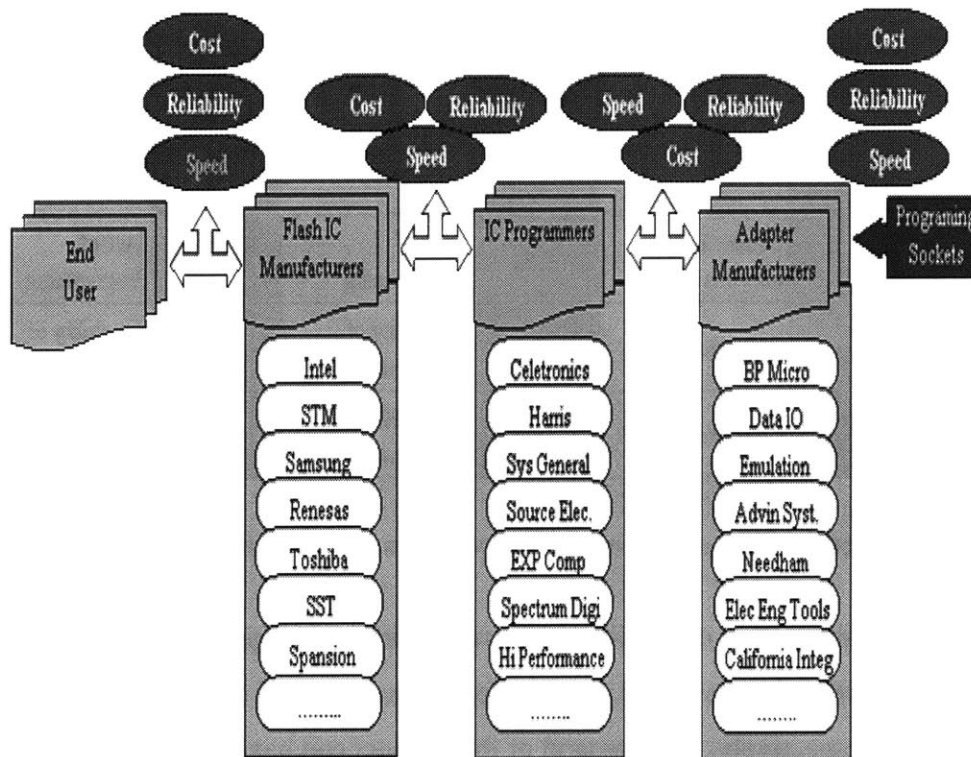 Cost
Reliability
Speed
Cost
Reliability
Speed
Speed
Reliability
Cost
Cost
Reliability
Speed
End
User
Flash IC
Manufacturers
IC Programmers
Adapter
Manufacturers
Programing
Sockets
Intel
STM
Samsung
Renesas
Toshiba
SST
Spansion
.........
Celetronics
Harris
Sys General
Source Elec.
EXP Comp
Spectrum Digi
Hi Performance
........
BP Micro
Data IO
Emulation
Advin Syst.
Needham
Elec Eng Tools
California Integ
........